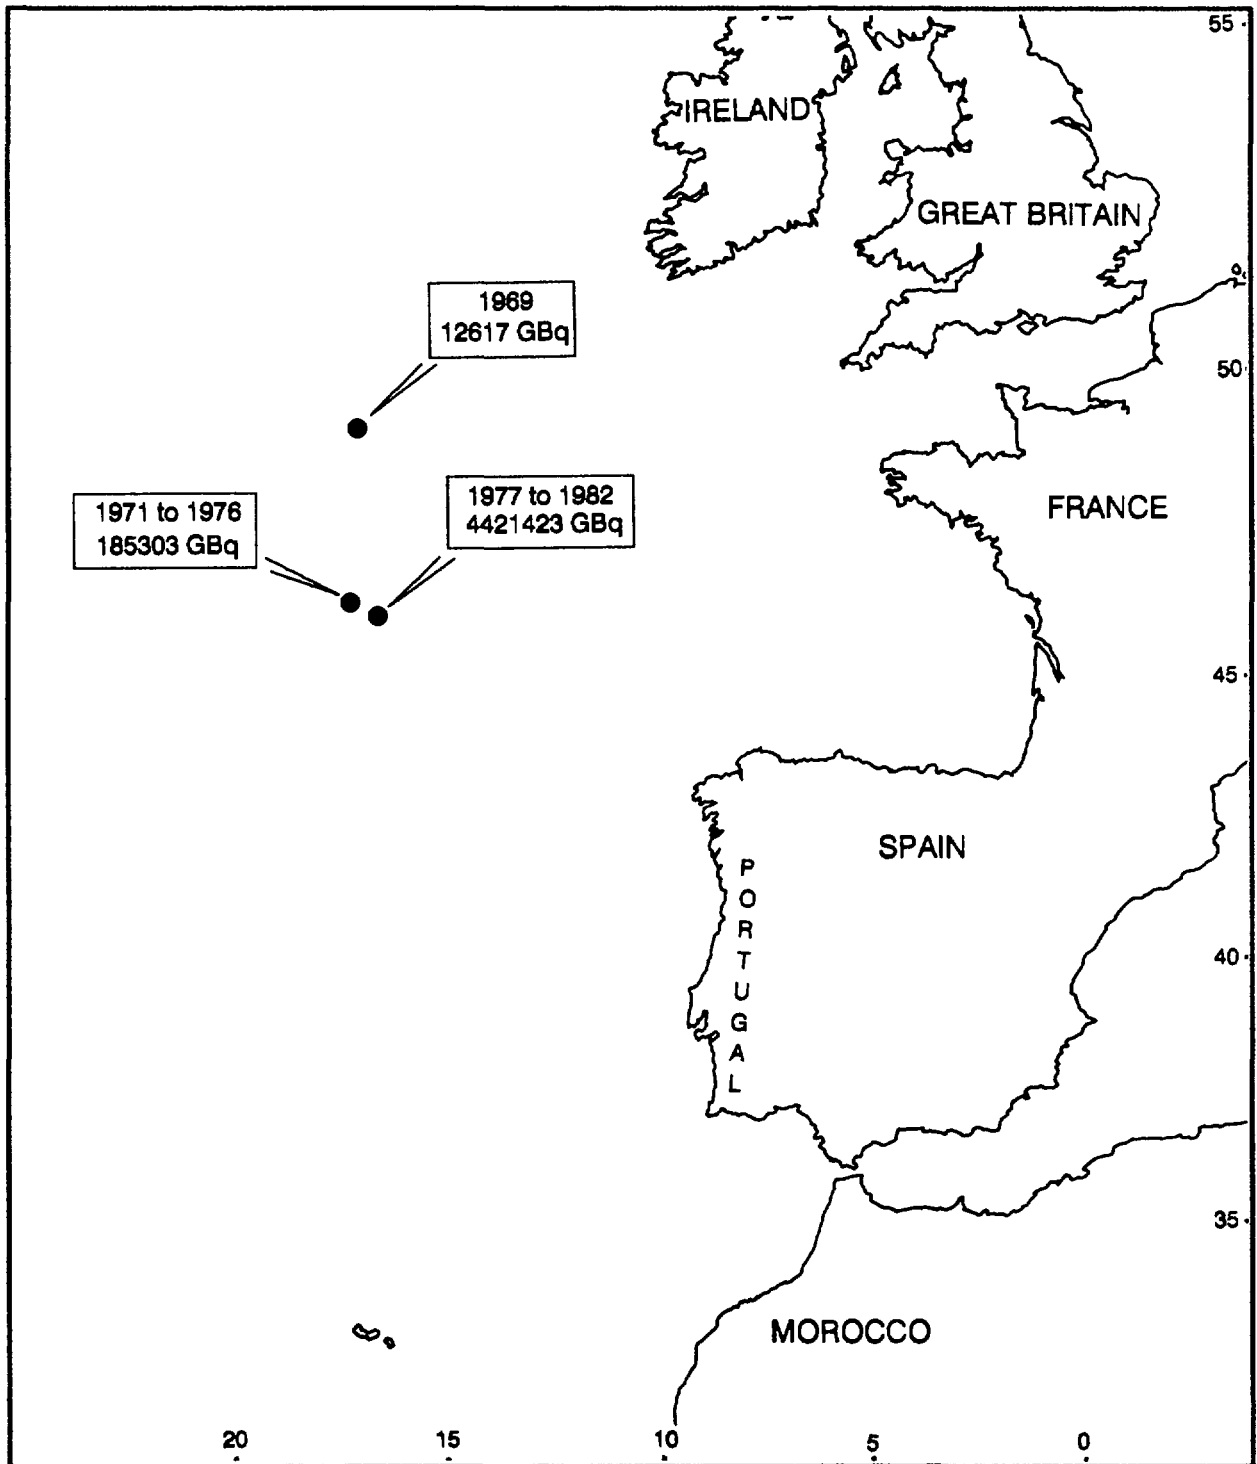 55
IRELAND
GREAT BRITAIN
1969
12617 GBq
50
1977 to 1982
4421423 GBq
1971 to 1976
185303 GBq
FRANCE
45
SPAIN
PORTUGAL
40
35
MOROCCO
20 15 10 5 0